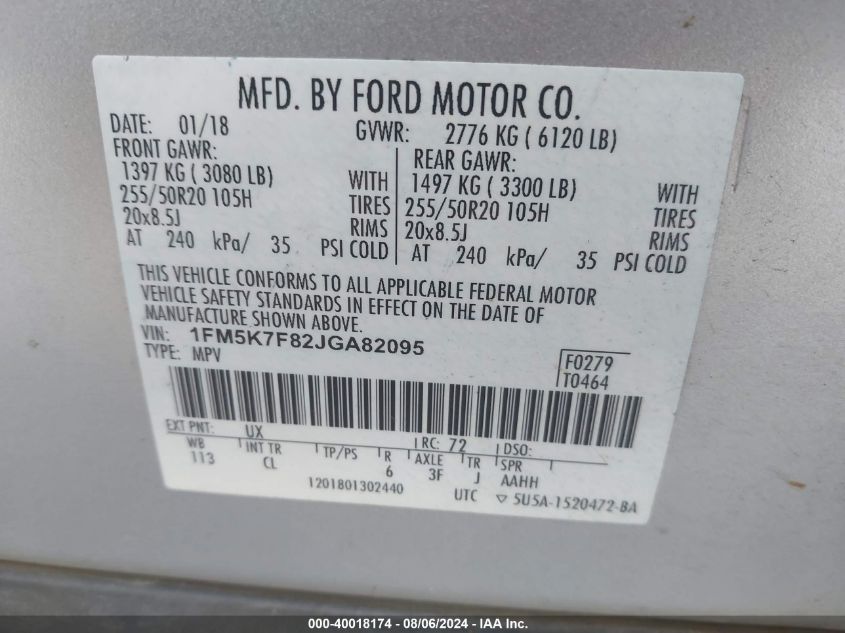 MFD. BY FORD MOTOR CO.
DATE: 01/18 GVWR: 2776 KG ( 6120 LB)
FRONT GAWR: REAR GAWR:
1397 KG ( 3080 LB) WITH 1497 KG ( 3300 LB) WITH
255/50R20 105H TIRES 255/50R20 105H TIRES
20x8.5J RIMS 20x8.5J RIMS
AT 240 kPa/ 35 PSI COLD AT 240 kPa/ 35 PSI COLD
THIS VEHICLE CONFORMS TO ALL APPLICABLE FEDERAL MOTOR
VEHICLE SAFETY STANDARDS IN EFFECT ON THE DATE OF
MANUFACTURE SHOWN ABOVE.
VIN: 1FM5K7F82JGA82095
TYPE: MPV
F0279
T0464
EXT PNT: UX RC: 72 DSO:
WB INT TR TP/PS R AXLE TR SPR
113 CL 6 3F J AAHH
1201801302440 UTC ▽ 5U5A-1520472-BA
000-40018174 - 08/06/2024 - IAA Inc.